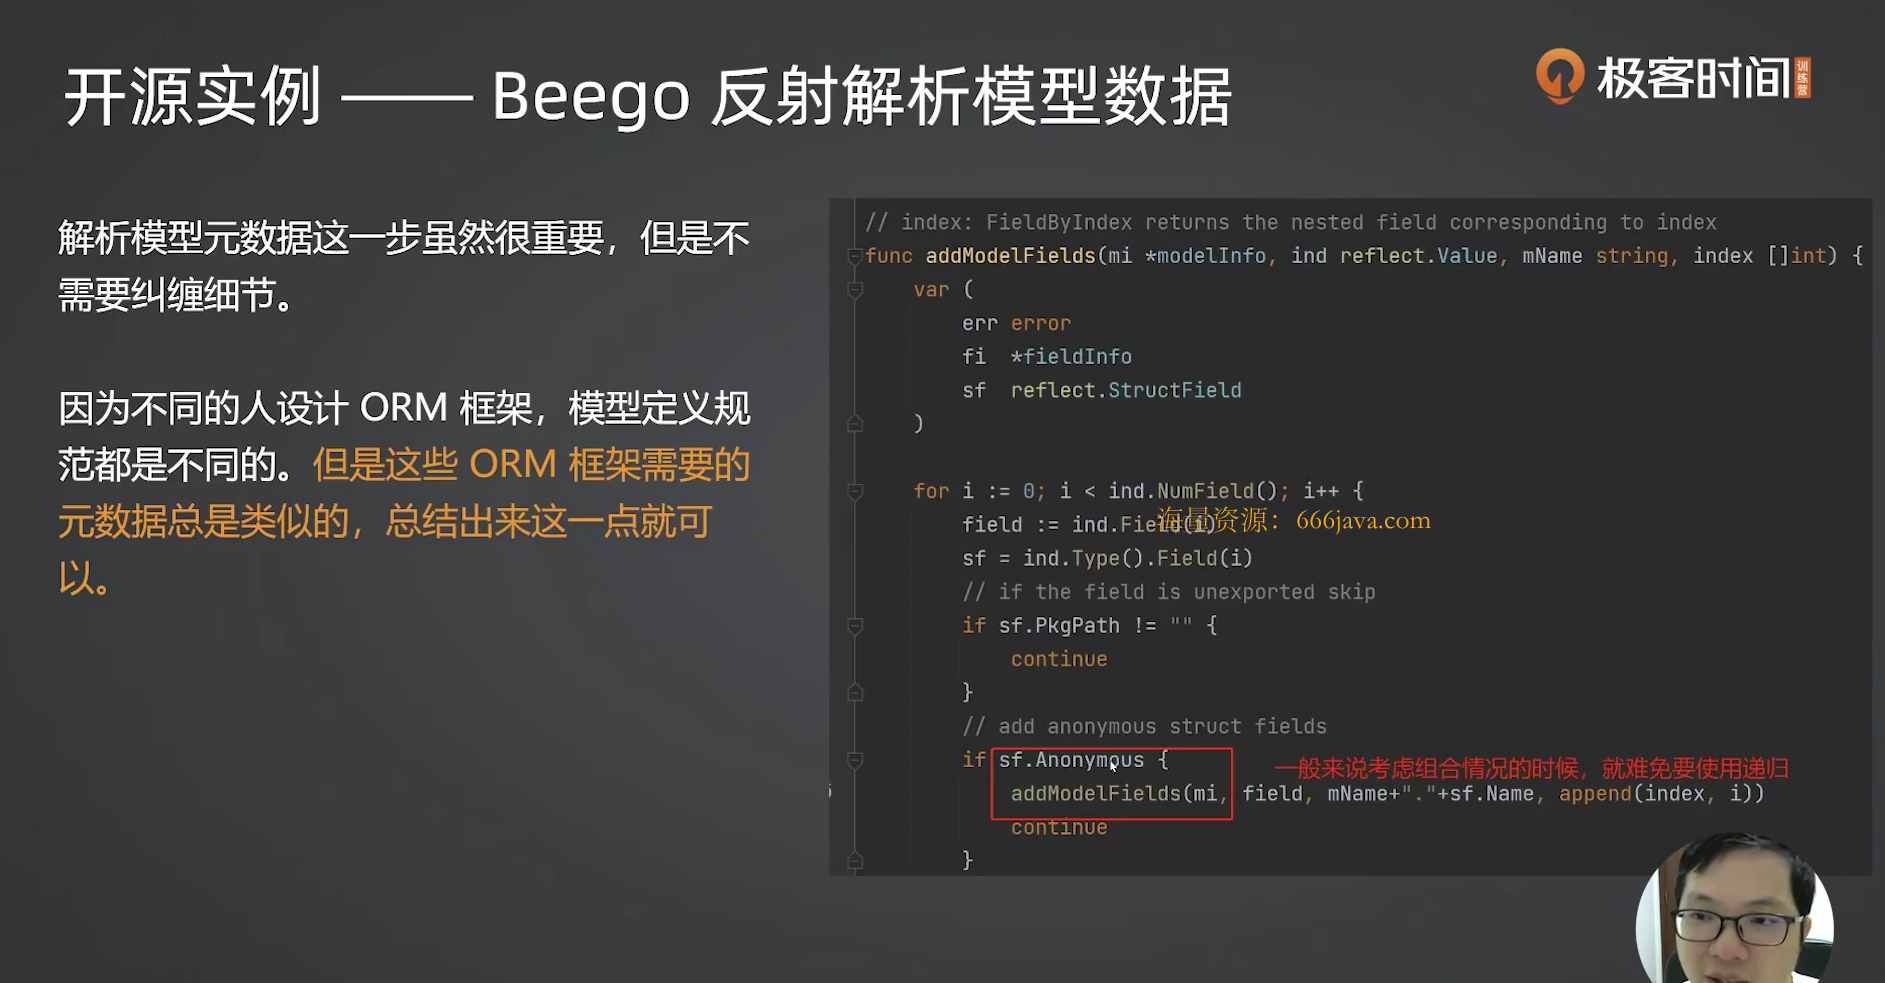 开源实例 —— Beego 反射解析模型数据
极客时间
训练营
解析模型元数据这一步虽然很重要，但是不
需要纠缠细节。
因为不同的人设计 ORM 框架，模型定义规
范都是不同的。但是这些 ORM 框架需要的
元数据总是类似的，总结出来这一点就可
以。
// index: FieldByIndex returns the nested field corresponding to index
func addModelFields(mi *modelInfo, ind reflect.Value, mName string, index []int) {
var (
err error
fi *fieldInfo
sf reflect.StructField
)
for i := 0; i < ind.NumField(); i++ {
field := ind.Field(i)
海量资源：666java.com
sf = ind.Type().Field(i)
// if the field is unexported skip
if sf.PkgPath != "" {
continue
}
// add anonymous struct fields
if sf.Anonymous {
一般来说考虑组合情况的时候，就难免要使用递归
addModelFields(mi, field, mName+"."+sf.Name, append(index, i))
continue
}